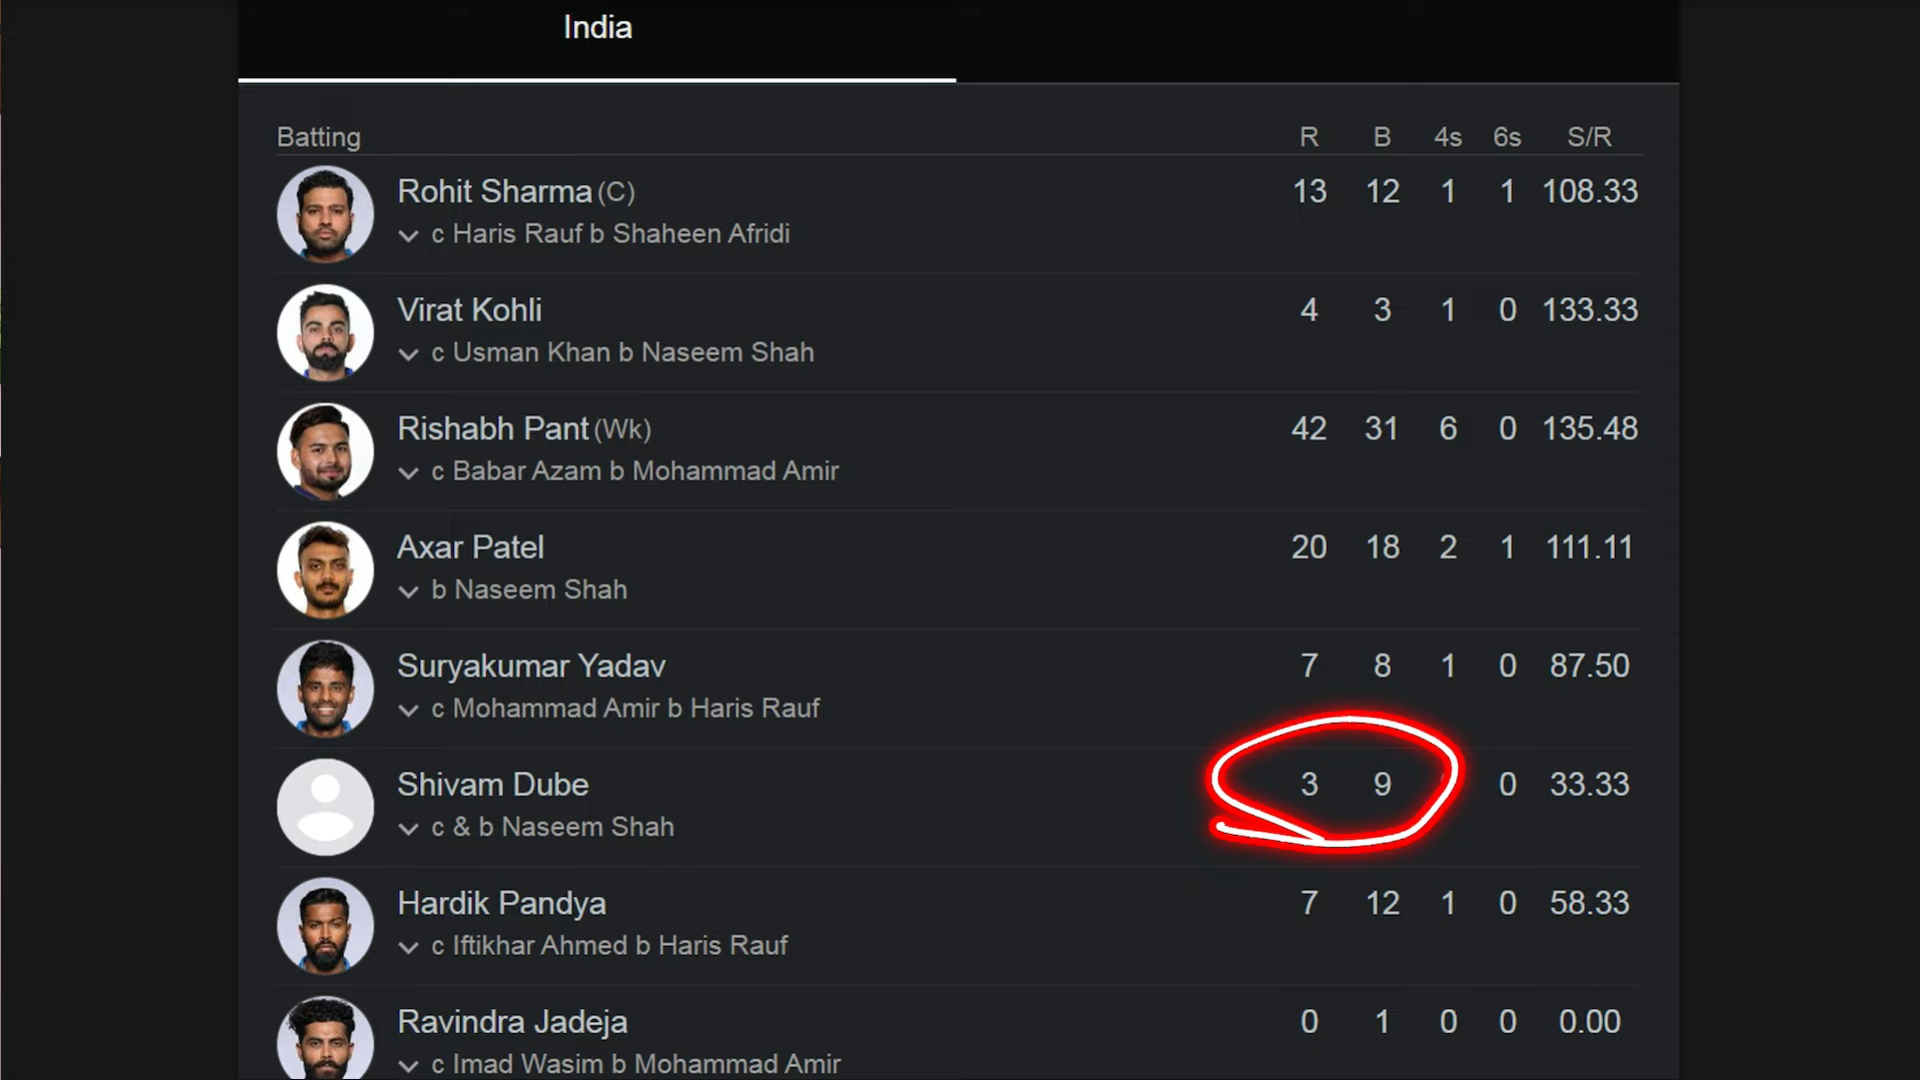 India
Batting R B 4s 6s S/R
Rohit Sharma (C) 13 12 1 1 108.33
c Haris Rauf b Shaheen Afridi
Virat Kohli 4 3 1 0 133.33
c Usman Khan b Naseem Shah
Rishabh Pant (Wk) 42 31 6 0 135.48
c Babar Azam b Mohammad Amir
Axar Patel 20 18 2 1 111.11
b Naseem Shah
Suryakumar Yadav 7 8 1 0 87.50
c Mohammad Amir b Haris Rauf
Shivam Dube 3 9 0 33.33
c & b Naseem Shah
Hardik Pandya 7 12 1 0 58.33
c Iftikhar Ahmed b Haris Rauf
Ravindra Jadeja 0 1 0 0 0.00
c Imad Wasim b Mohammad Amir